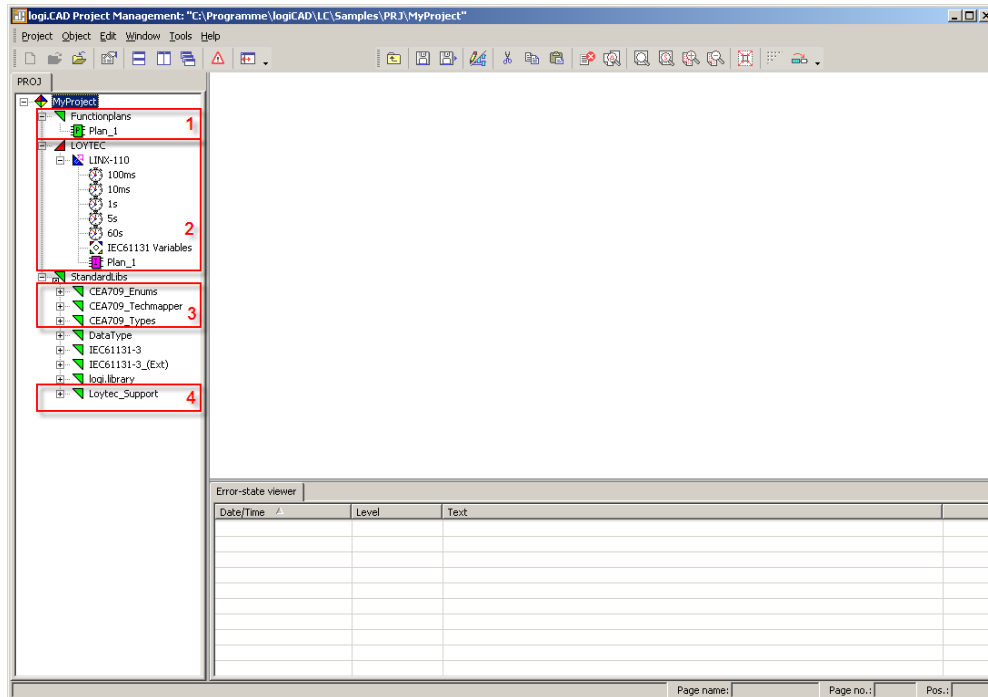 logi.CAD Project Management: "C:\Programme\logiCAD\LC\Samples\PRJ\MyProject"
Project Object Edit Window Tools Help
PROJ
MyProject
Functionplans
1
Plan_1
LOYTEC
LINX-110
100ms
10ms
1s
5s
60s
2
IEC61131 Variables
Plan_1
StandardLibs
CEA709_Enums
CEA709_Techmapper
3
CEA709_Types
DataType
IEC61131-3
IEC61131-3_(Ext)
logi.library
Loytec_Support
4
Error-state viewer
Date/Time Level Text
Page name: Page no.: Pos.: